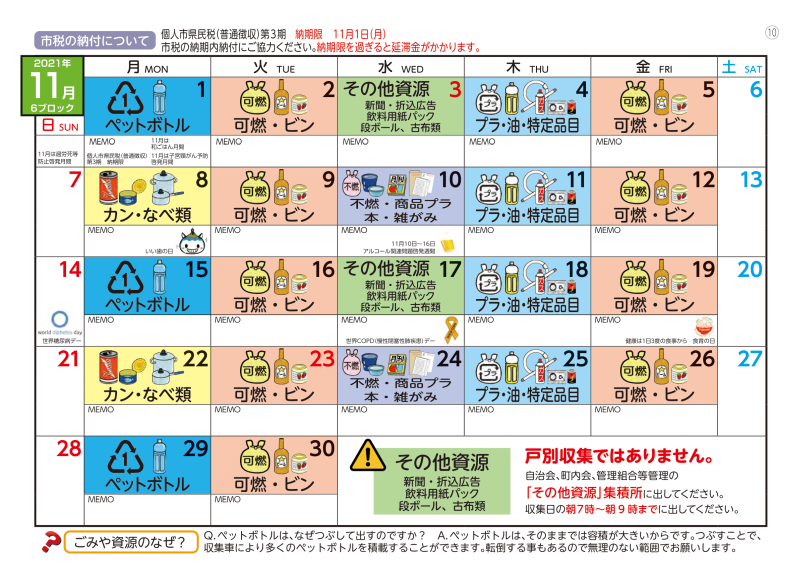 市税の納付について
個人市県民税(普通徴収)第3期 納期限 11月1日(月)
市税の納期内納付にご協力ください。納期限を過ぎると延滞金がかかります。
⑩
2021年
11月
6ブロック
日 SUN
月 MON
火 TUE
水 WED
木 THU
金 FRI
土 SAT
1
ペットボトル
2
可燃
可燃・ビン
その他資源 3
新聞・折込広告
飲料用紙パック
段ボール、古布類
4
プラ
プラ・油・特定品目
5
可燃
可燃・ビン
6
11月は過労死等
防止啓発月間
MEMO
11月は
和ごはん月間
個人市県民税(普通徴収)
第3期 納期限
11月は子宮頸がん予防
啓発月間
MEMO
MEMO
MEMO
MEMO
7
8
カン・なべ類
9
可燃
可燃・ビン
10
不燃
不燃・商品プラ
本・雑がみ
11
プラ
プラ・油・特定品目
12
可燃
可燃・ビン
13
MEMO
いい歯の日
MEMO
MEMO
11月10日〜16日
アルコール関連問題啓発週間
MEMO
MEMO
14
world diabetes day
世界糖尿病デー
15
ペットボトル
16
可燃
可燃・ビン
その他資源 17
新聞・折込広告
飲料用紙パック
段ボール、古布類
18
プラ
プラ・油・特定品目
19
可燃
可燃・ビン
20
MEMO
MEMO
MEMO
世界COPD(慢性閉塞性肺疾患)デー
MEMO
MEMO
健康は1日3度の食事から 食育の日
21
22
カン・なべ類
23
可燃
可燃・ビン
24
不燃
不燃・商品プラ
本・雑がみ
25
プラ
プラ・油・特定品目
26
可燃
可燃・ビン
27
MEMO
MEMO
MEMO
MEMO
MEMO
28
29
ペットボトル
30
可燃
可燃・ビン
MEMO
MEMO
その他資源
新聞・折込広告
飲料用紙パック
段ボール、古布類
戸別収集ではありません。
自治会、町内会、管理組合等管理の
「その他資源」集積所に出してください。
収集日の朝7時〜朝9時までに出してください。
ごみや資源のなぜ?
Q.ペットボトルは、なぜつぶして出すのですか? A.ペットボトルは、そのままでは容積が大きいからです。つぶすことで、
収集車により多くのペットボトルを積載することができます。転倒する事もあるので無理のない範囲でお願いします。